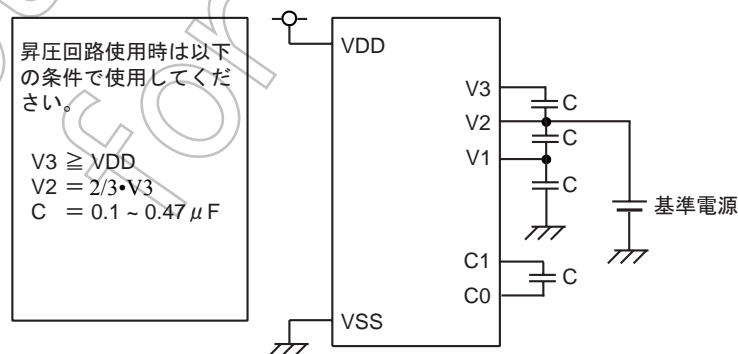 昇圧回路使用時は以下
の条件で使用してくだ
さい。
V3 ≧ VDD
V2 = 2/3•V3
C = 0.1 ~ 0.47 μ F
VDD
VSS
V3
V2
V1
C1
C0
C
C
C
C
基準電源
for